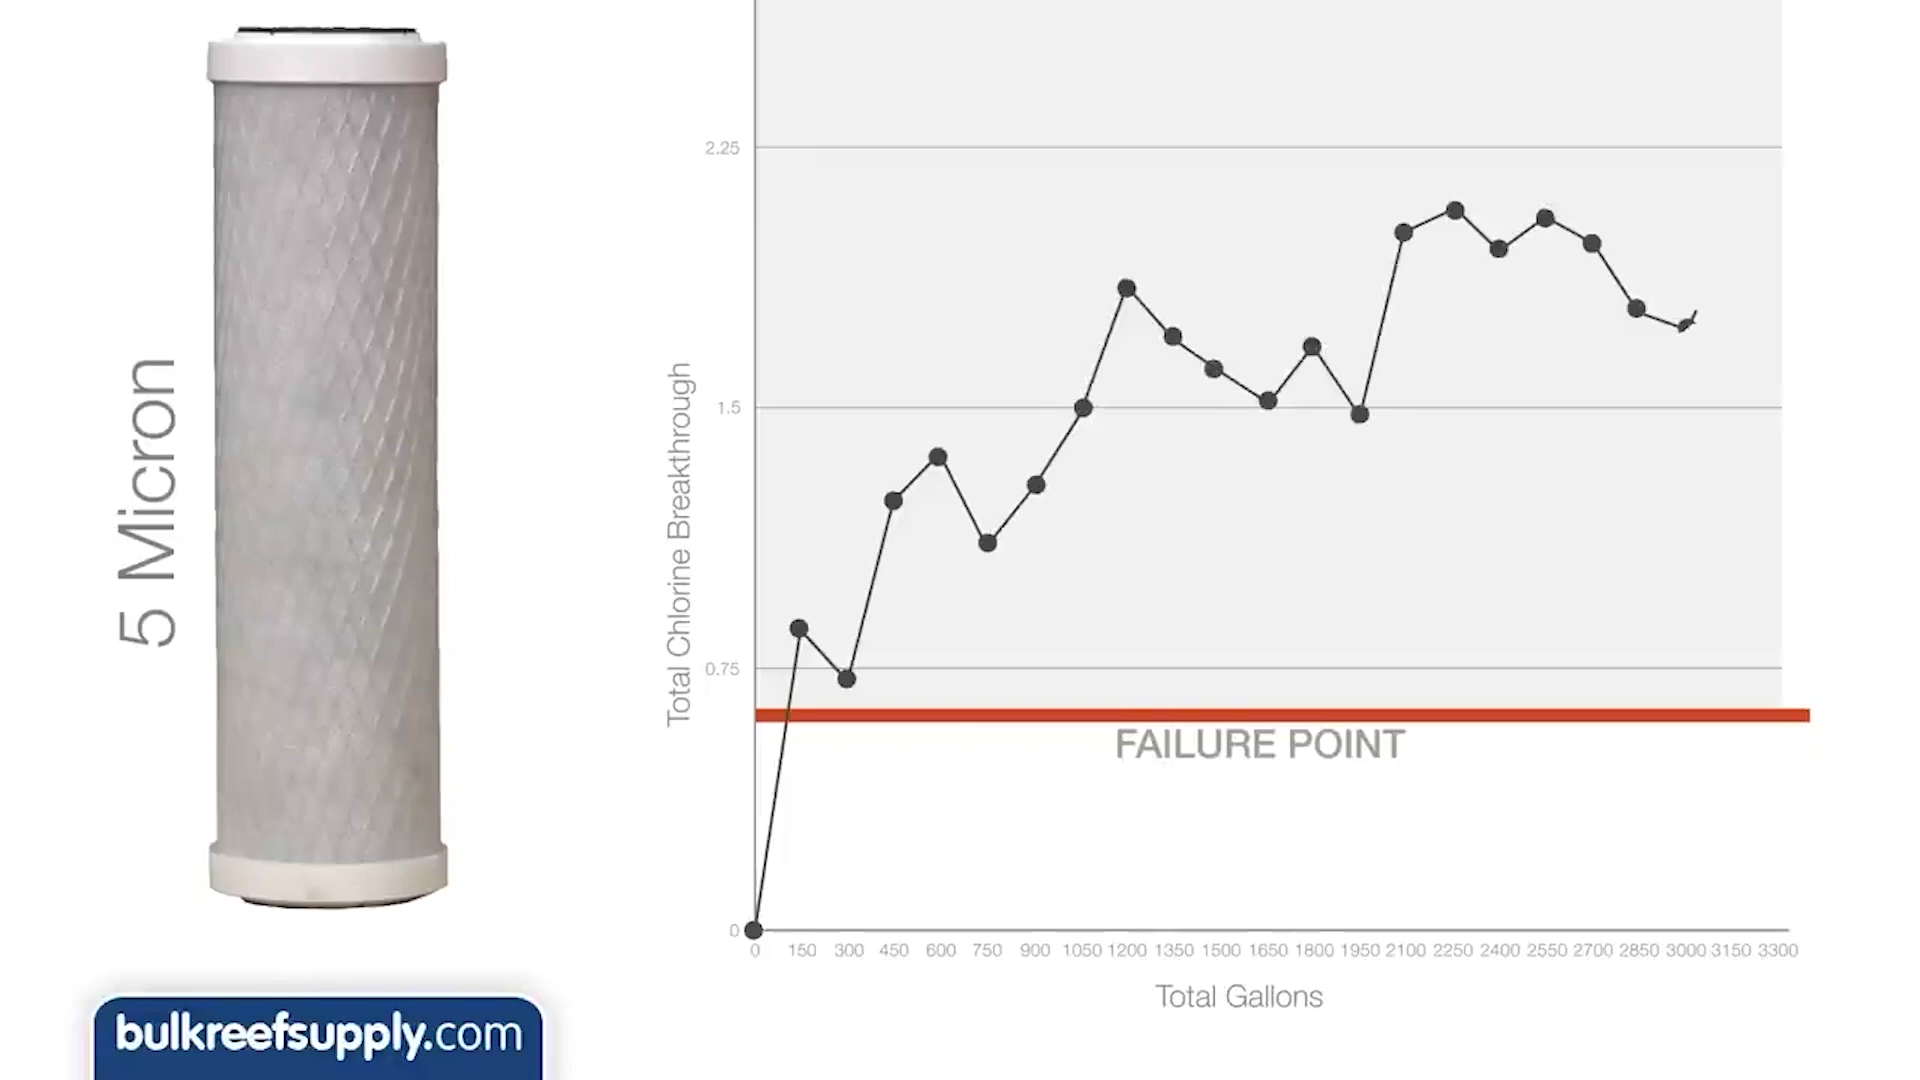 5 Micron
Total Chlorine Breakthrough
2.25
1.5
0.75
0
FAILURE POINT
0 150 300 450 600 750 900 1050 1200 1350 1500 1650 1800 1950 2100 2250 2400 2550 2700 2850 3000 3150 3300
Total Gallons
bulkreefsupply.com